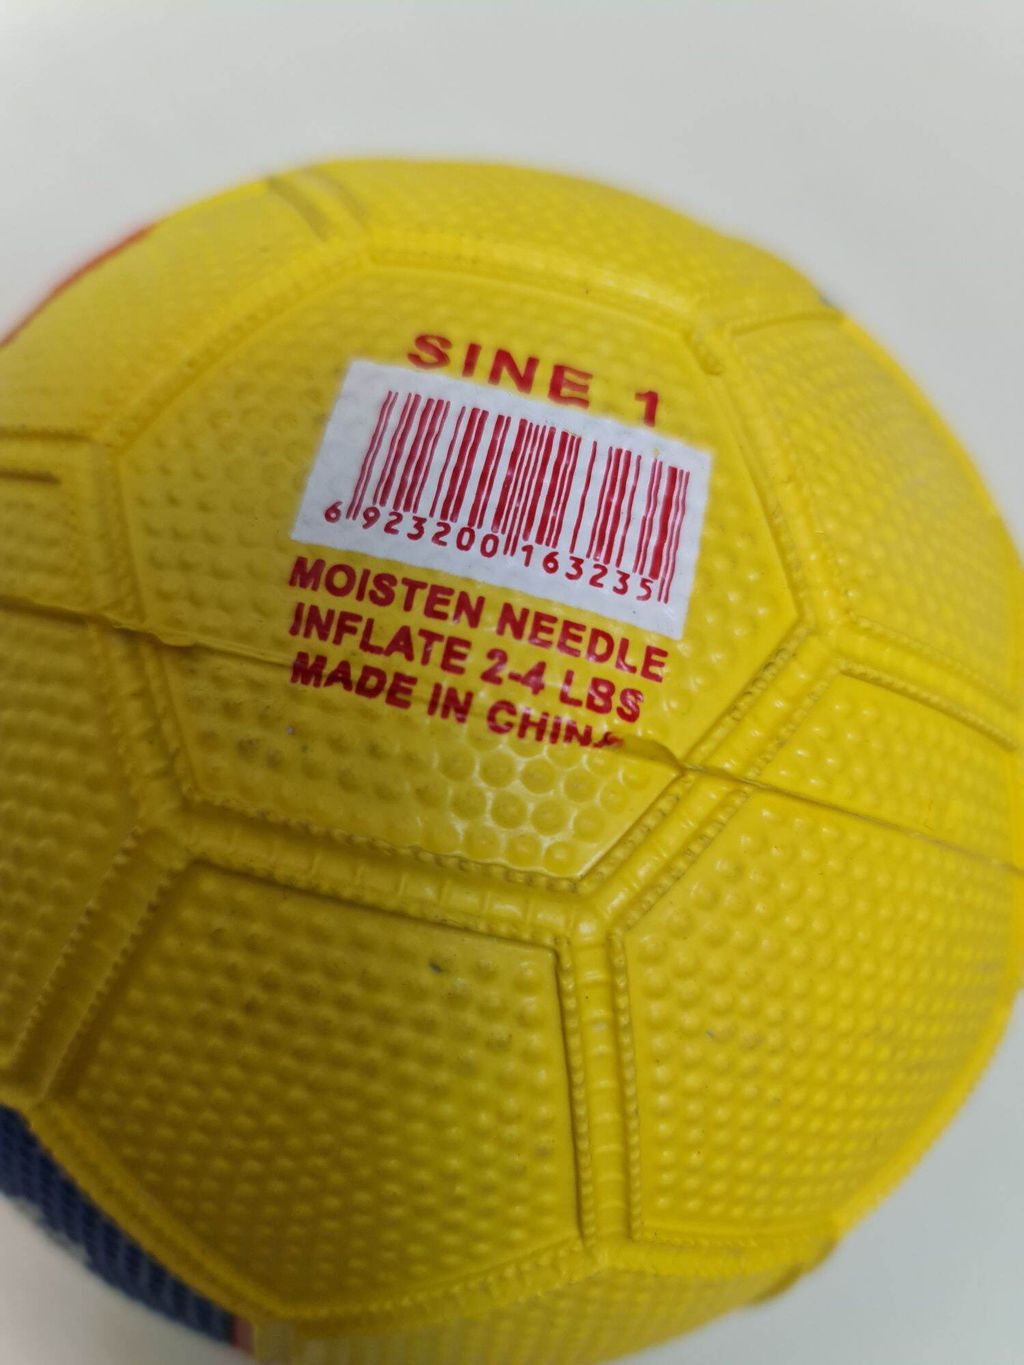 SINE 1
6 923200 163235
MOISTEN NEEDLE
INFLATE 2-4 LBS
MADE IN CHINA